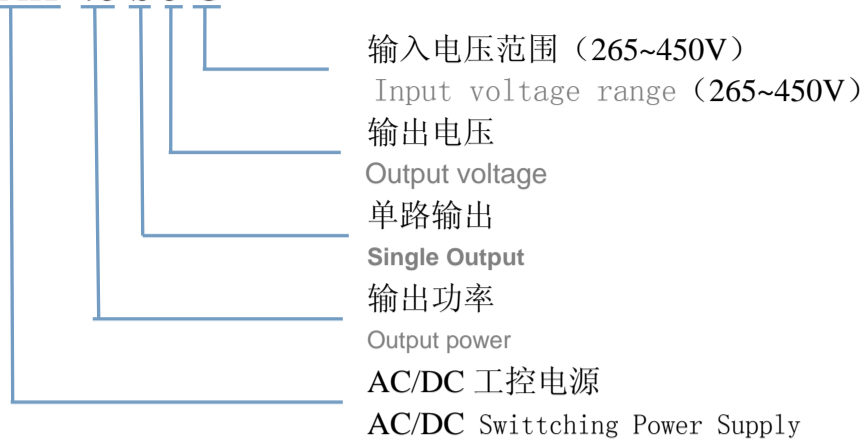 输入电压范围（265~450V）
Input voltage range（265~450V）
输出电压
Output voltage
单路输出
Single Output
输出功率
Output power
AC/DC 工控电源
AC/DC Swittching Power Supply